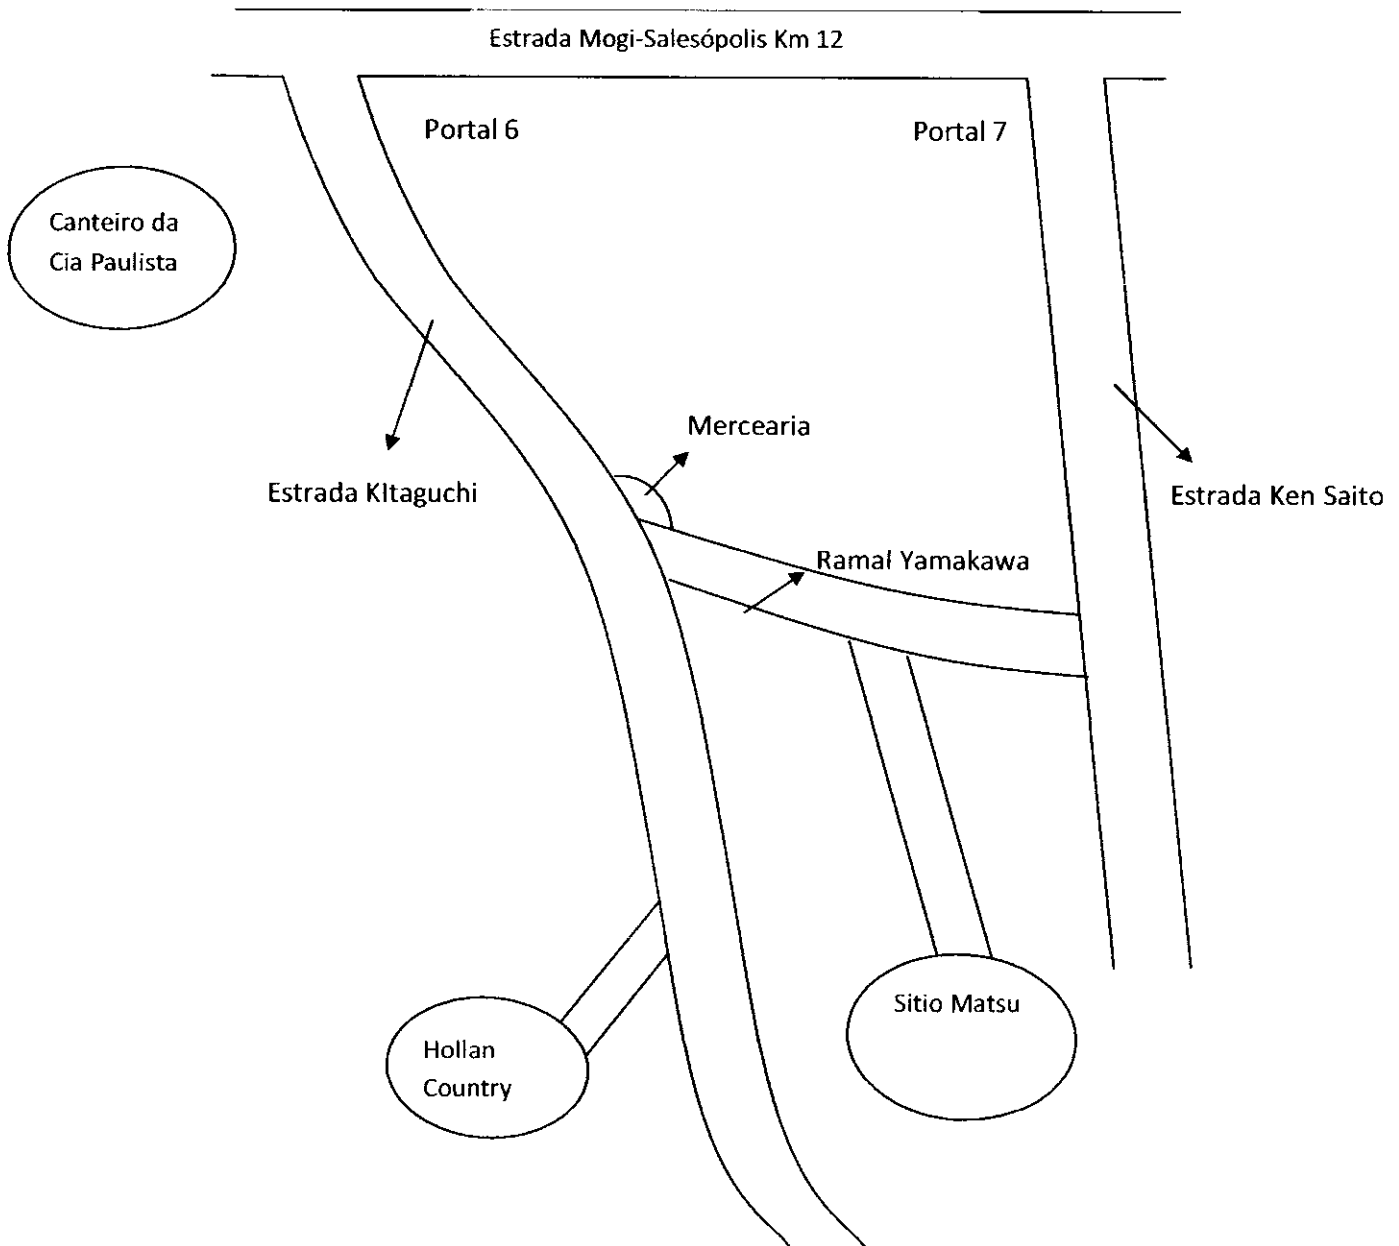 Estrada Mogi-Salesópolis Km 12
Portal 6
Portal 7
Canteiro da
Cia Paulista
Mercearia
Estrada KItaguchi
Estrada Ken Saito
Ramal Yamakawa
Sitio Matsu
Hollan
Country